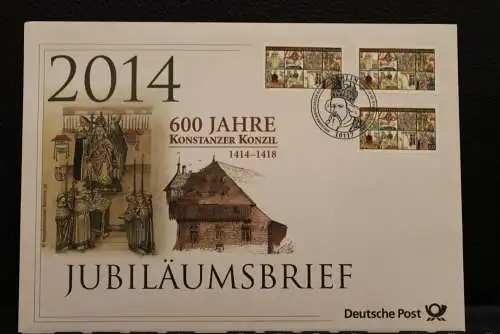 2014
600 JAHRE
KONSTANZER KONZIL
1414–1418
JUBILÄUMSBRIEF
Deutsche Post